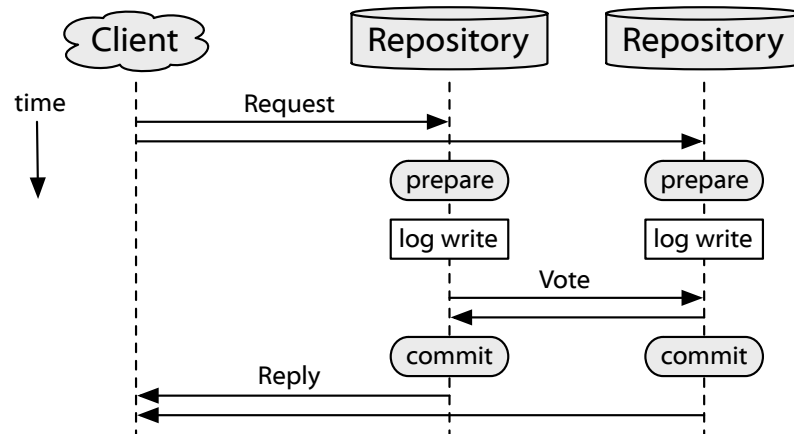 Client
Repository
Repository
time
Request
prepare
prepare
log write
log write
Vote
commit
commit
Reply